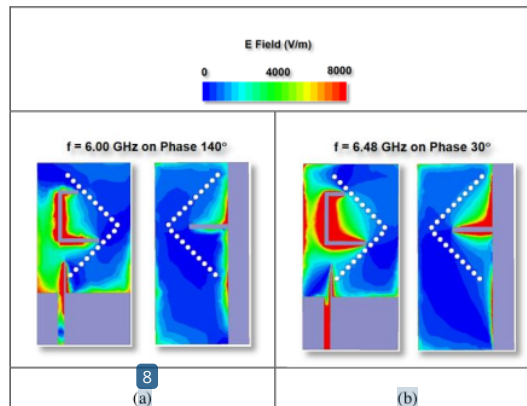 E Field (V/m)
0 4000 8000
f = 6.00 GHz on Phase 140°
f = 6.48 GHz on Phase 30°
8
(a)
(b)